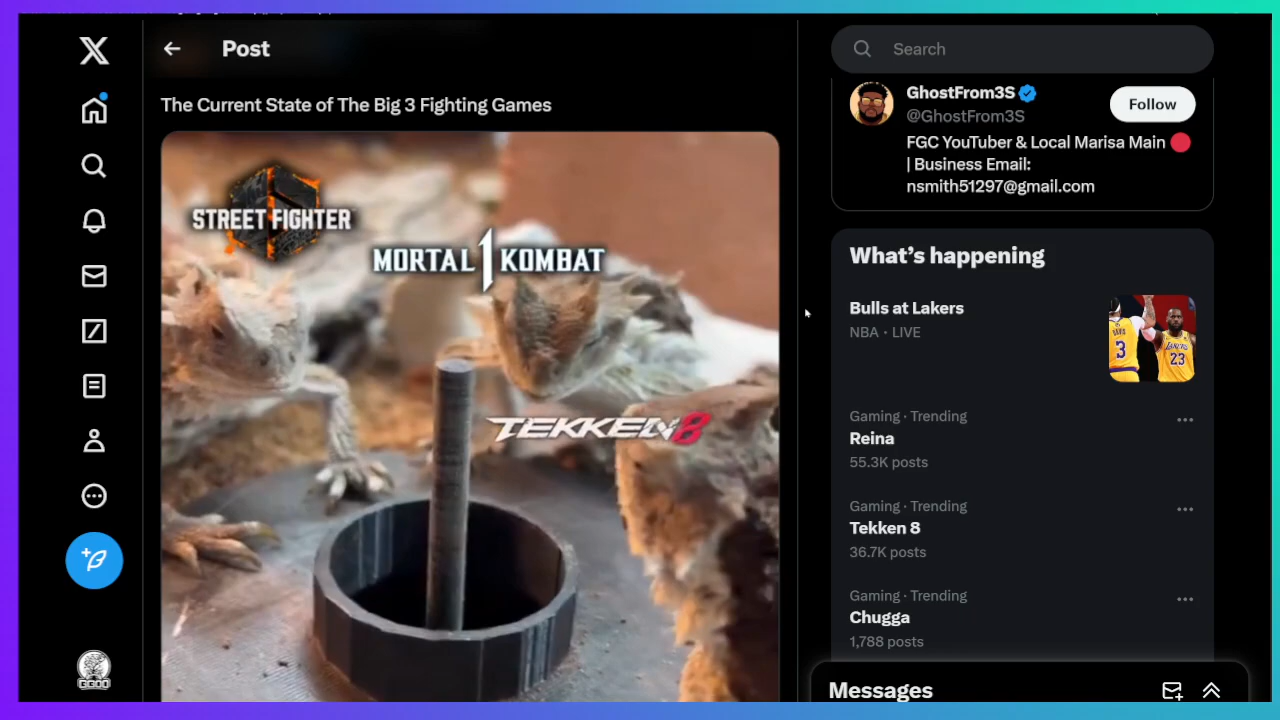 Post
Search
The Current State of The Big 3 Fighting Games
STREET FIGHTER
MORTAL 1 KOMBAT
TEKKEN 8
GhostFrom3S
@GhostFrom3S
Follow
FGC YouTuber & Local Marisa Main
| Business Email:
nsmith51297@gmail.com
What's happening
Bulls at Lakers
NBA · LIVE
3
23
Gaming · Trending
Reina
55.3K posts
Gaming · Trending
Tekken 8
36.7K posts
Gaming · Trending
Chugga
1,788 posts
Messages